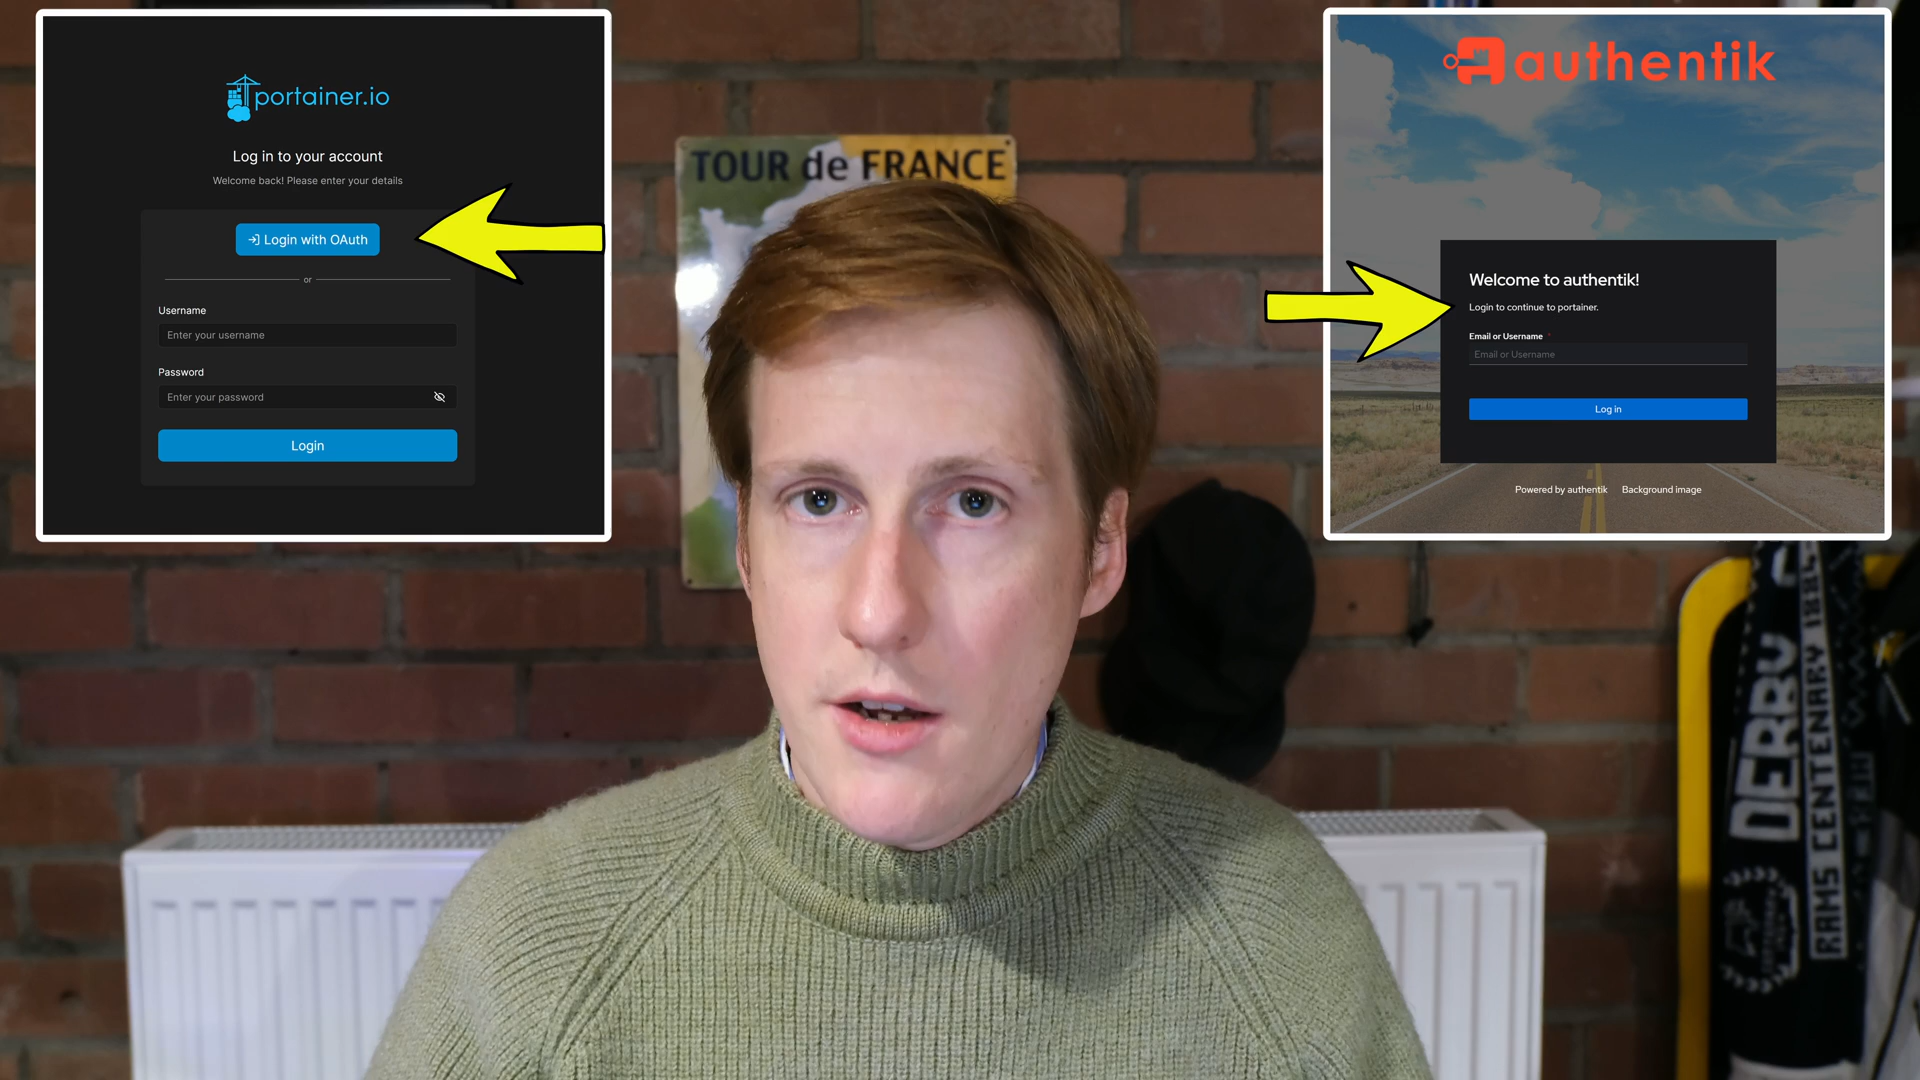 portainer.io
Log in to your account
Welcome back! Please enter your details
Login with OAuth
or
Username
Enter your username
Password
Enter your password
Login
TOUR de FRANCE
authentik
Welcome to authentik!
Login to continue to portainer.
Email or Username *
Email or Username
Log in
Powered by authentik Background image
DERBY
RAMS CENTENARY 1884